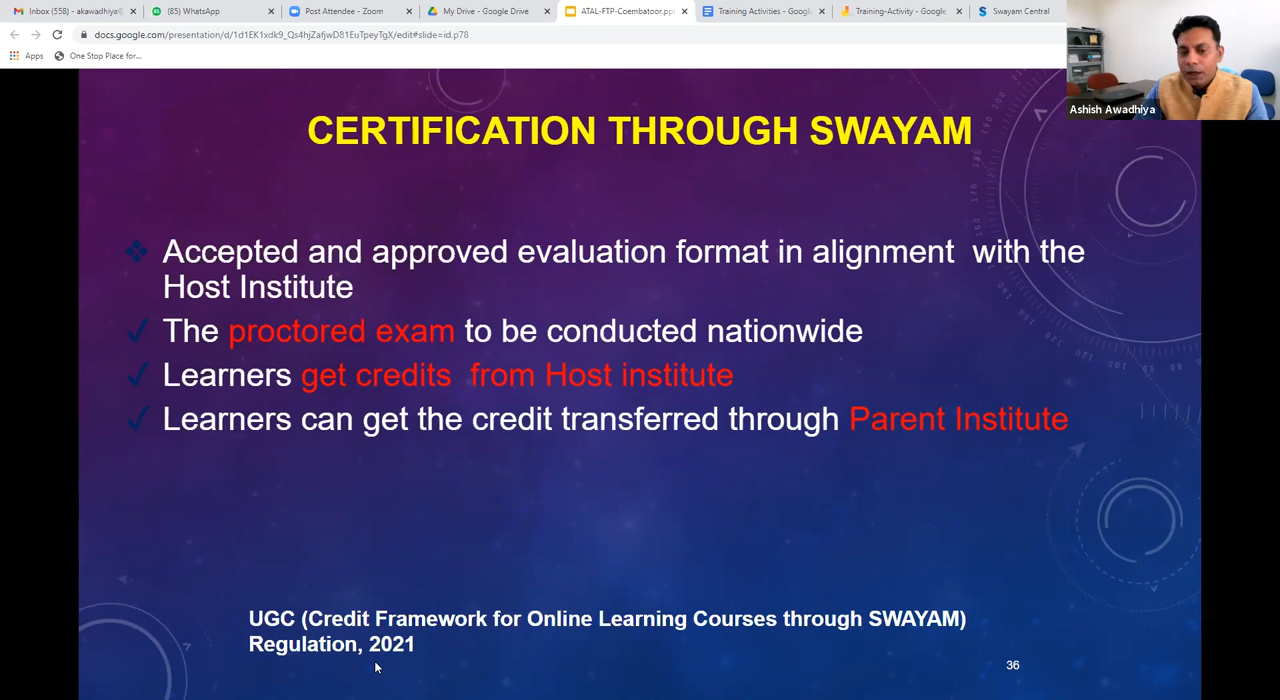 Inbox (558) - akawadhiya@
(85) WhatsApp
Post Attendee - Zoom
My Drive - Google Drive
ATAL-FTP-Coembatoor.pp
Training Activities - Googl
Training-Activity - Google
Swayam Central
docs.google.com/presentation/d/1d1EK1xdk9_Qs4hjZafjwD81EuTpeyTgX/edit#slide=id.p78
Apps
One Stop Place for...
Ashish Awadhiya
CERTIFICATION THROUGH SWAYAM
Accepted and approved evaluation format in alignment with the
Host Institute
The proctored exam to be conducted nationwide
Learners get credits from Host institute
Learners can get the credit transferred through Parent Institute
UGC (Credit Framework for Online Learning Courses through SWAYAM)
Regulation, 2021
36